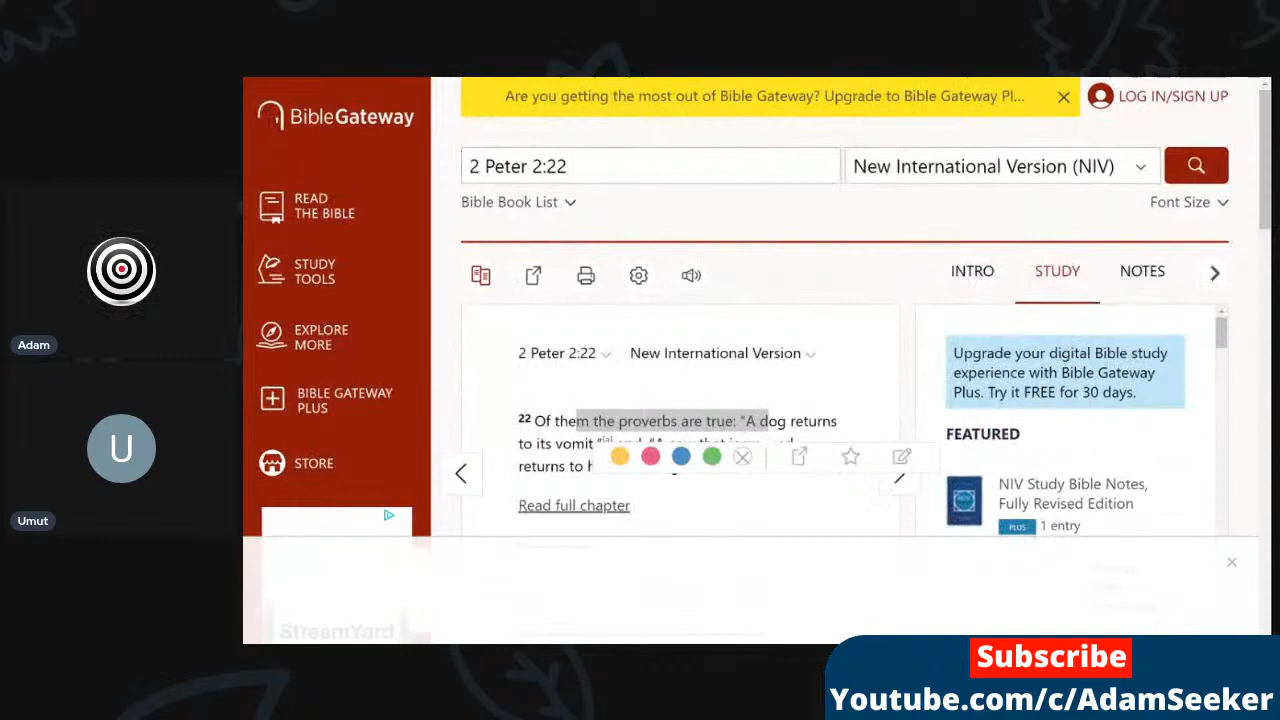 BibleGateway
READ
THE BIBLE
STUDY
TOOLS
EXPLORE
MORE
BIBLE GATEWAY
PLUS
STORE
StreamYard
Are you getting the most out of Bible Gateway? Upgrade to Bible Gateway Pl...
LOG IN/SIGN UP
2 Peter 2:22
New International Version (NIV)
Bible Book List
Font Size
INTRO STUDY NOTES
2 Peter 2:22 New International Version
22 Of them the proverbs are true: “A dog returns
to its vomit,”[a] and, “A
returns to h
Read full chapter
Upgrade your digital Bible study
experience with Bible Gateway
Plus. Try it FREE for 30 days.
FEATURED
NIV Study Bible Notes,
Fully Revised Edition
PLUS 1 entry
Adam
U
Umut
Subscribe
Youtube.com/c/AdamSeeker